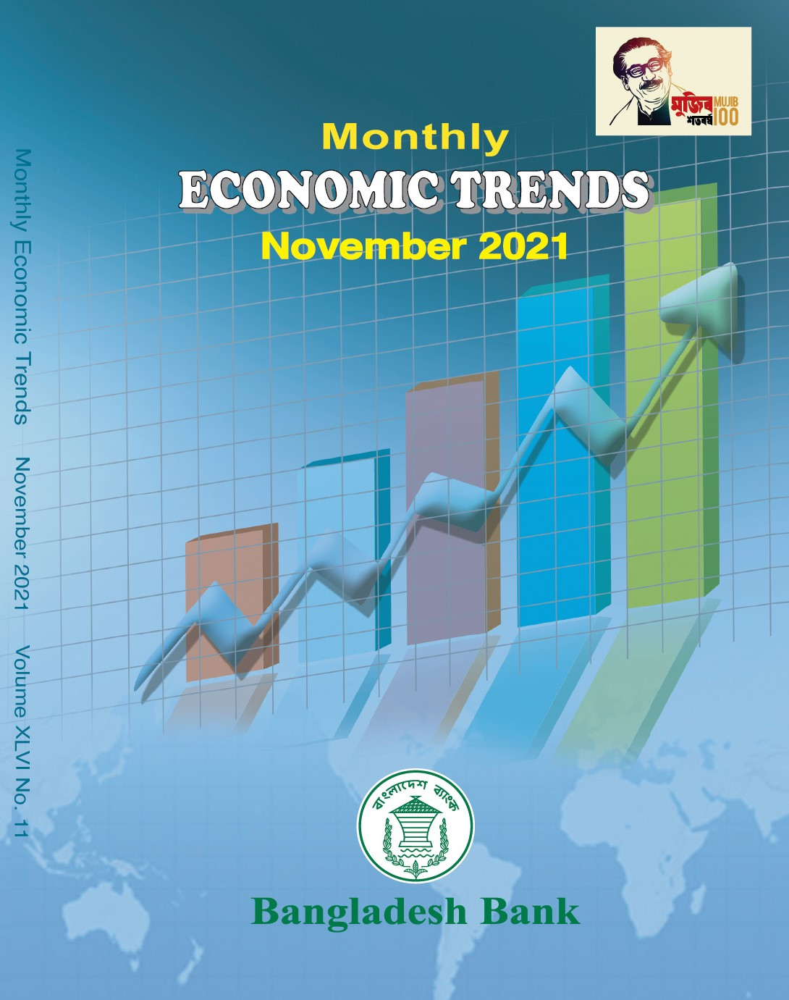 মুজিব MUJIB
শতবর্ষ 100
Monthly
ECONOMIC TRENDS
November 2021
Monthly Economic Trends November 2021 Volume XLVI No. 11
বাংলাদেশ ব্যাংক
Bangladesh Bank